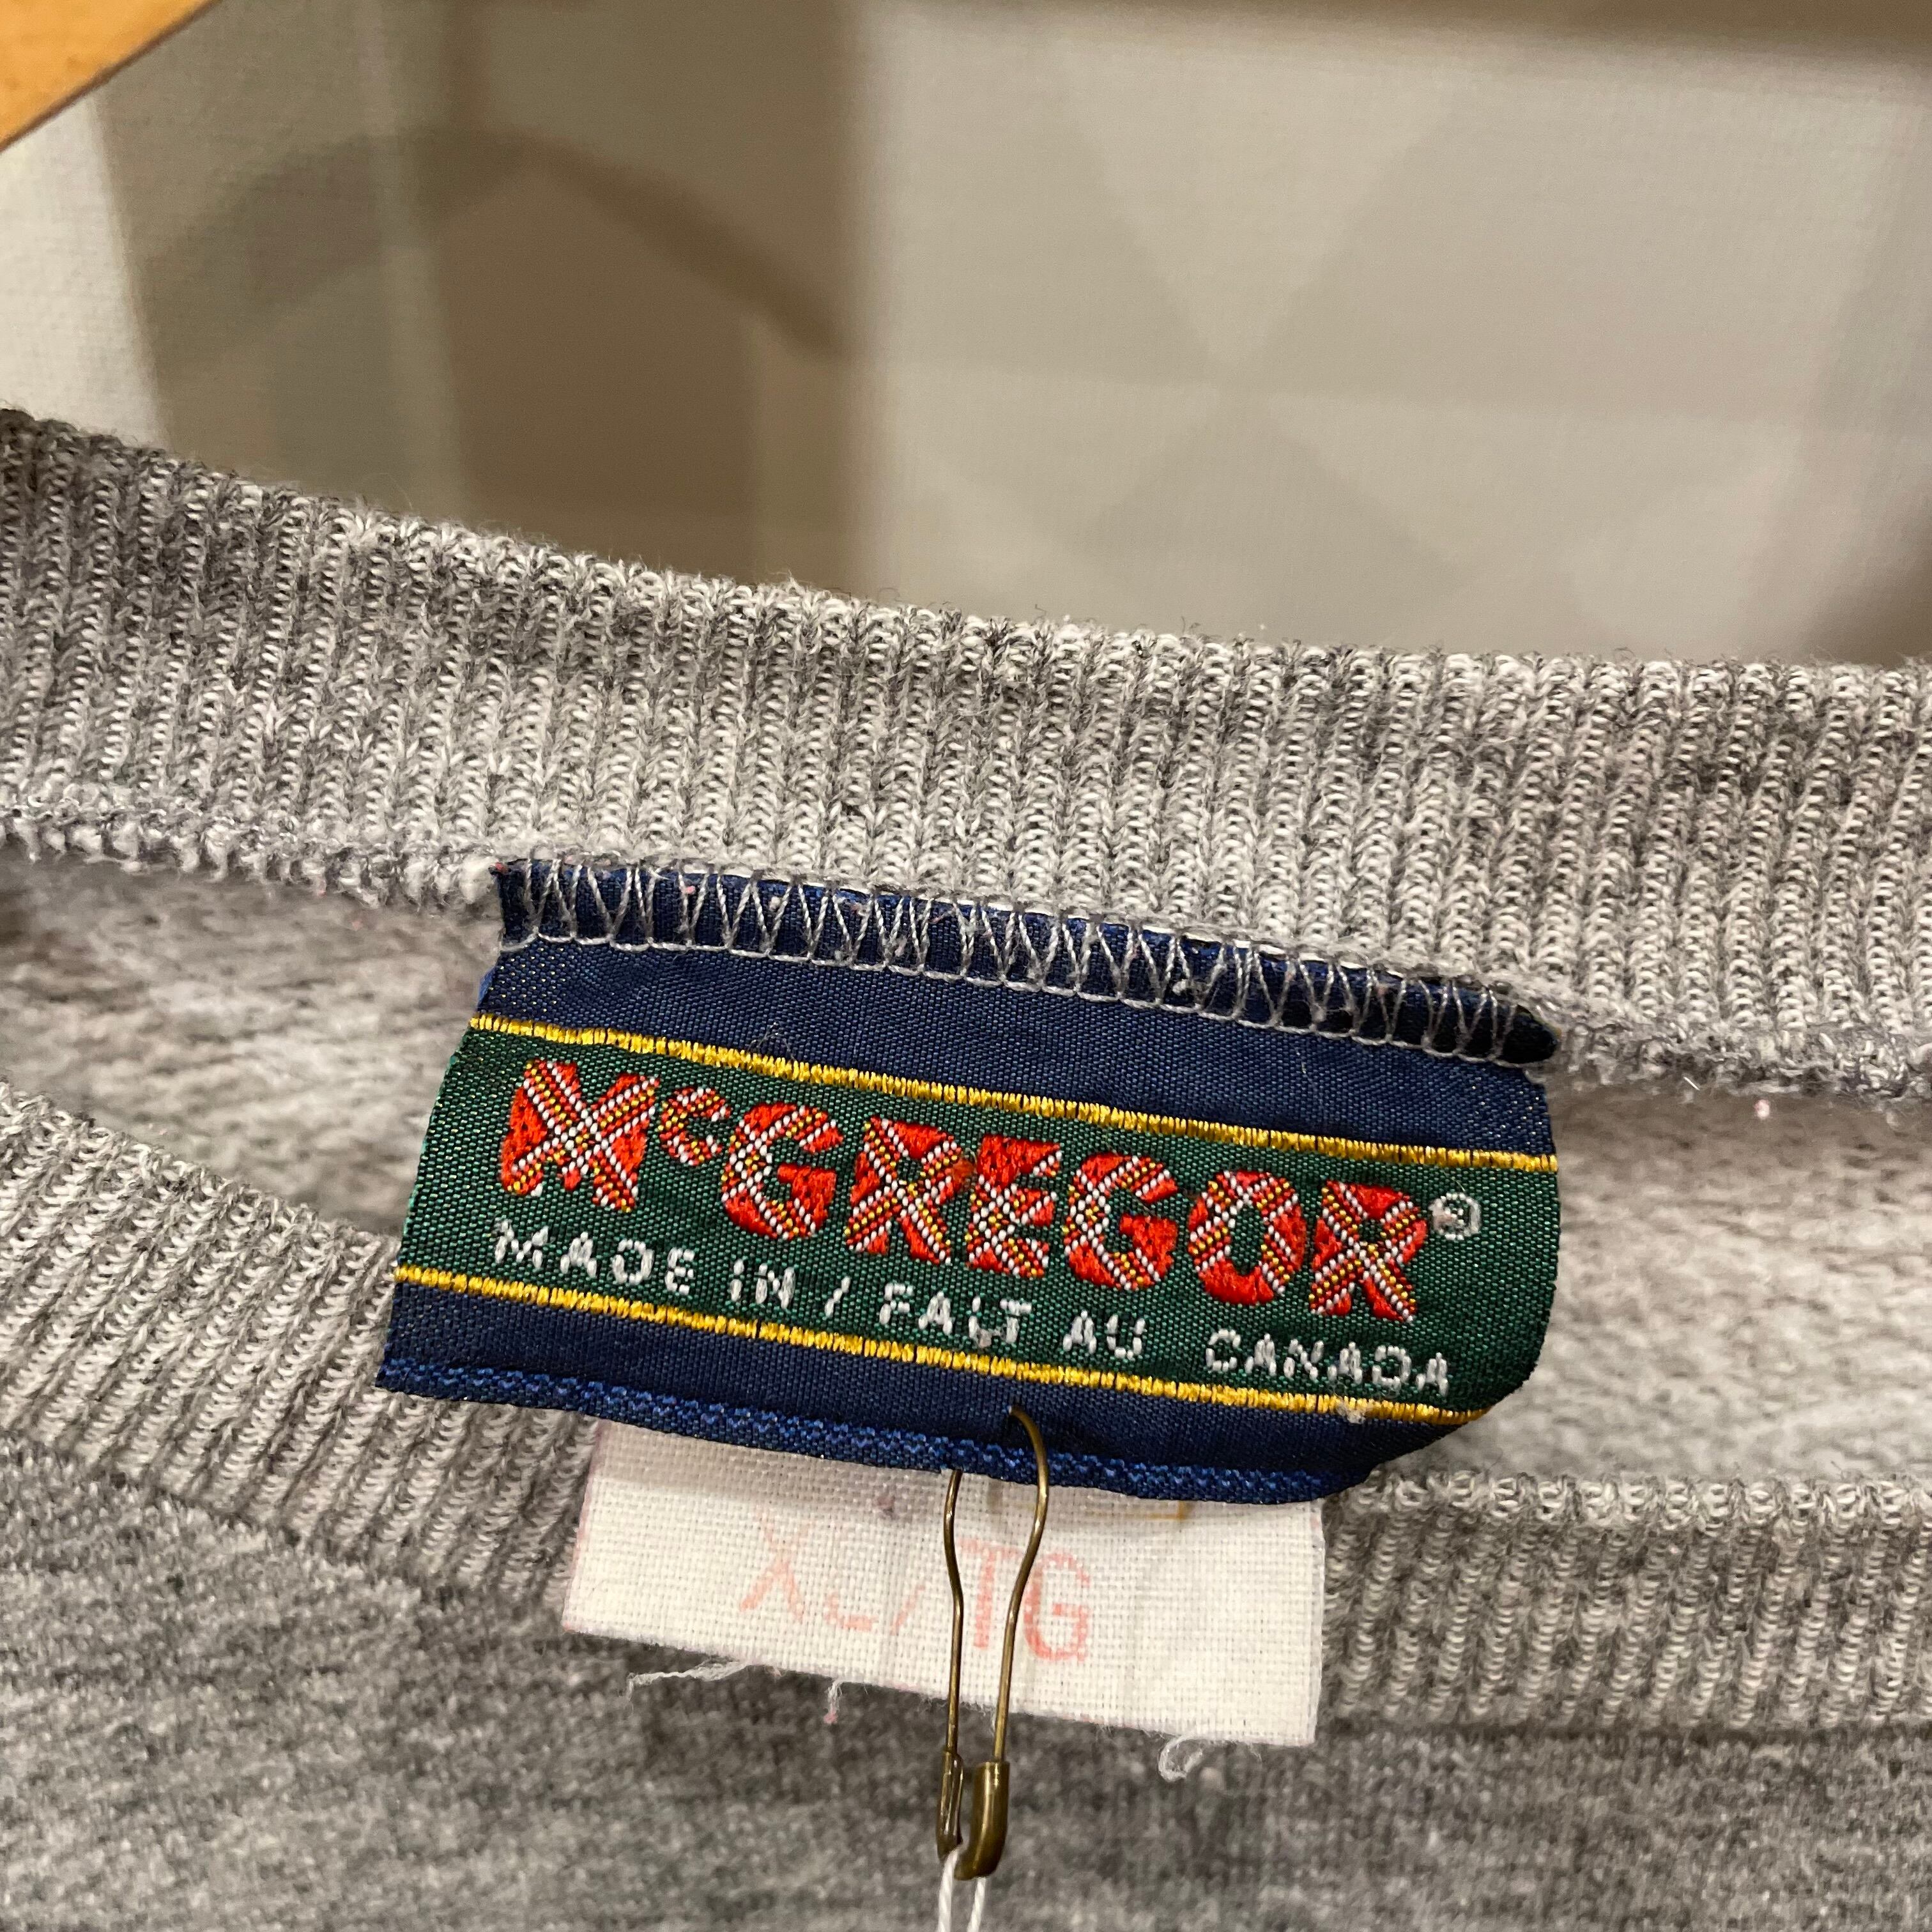 McGREGOR®
MADE IN / FAIT AU CANADA
XL/TG